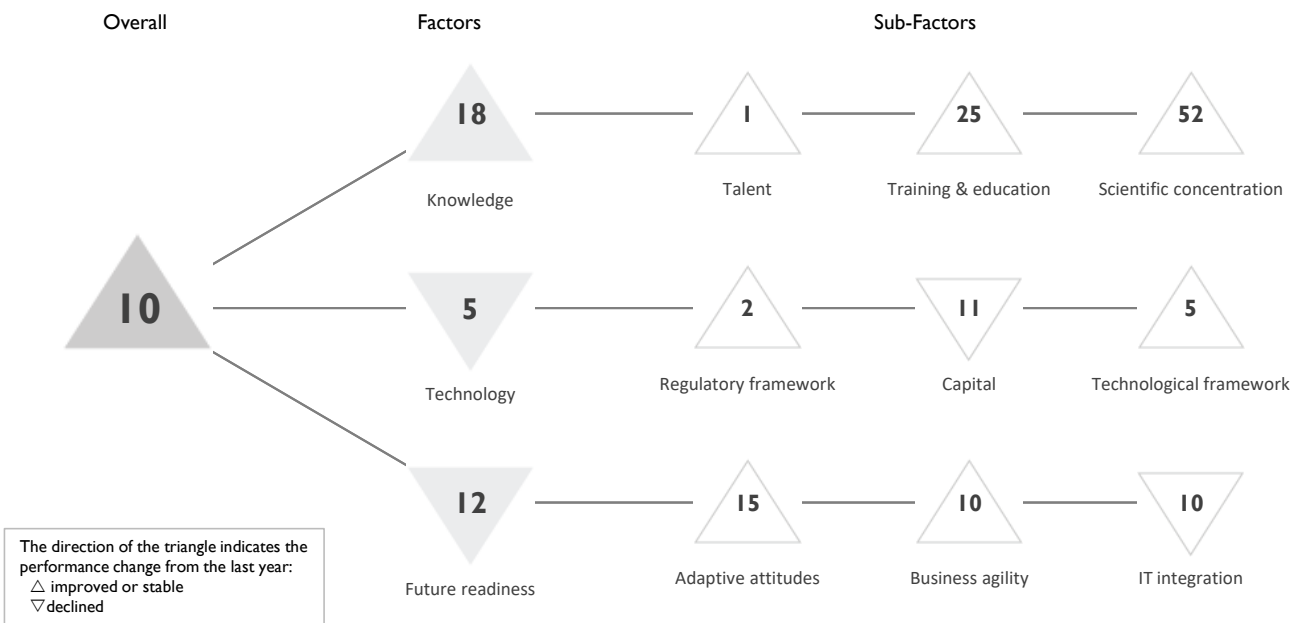 Overall
Factors
Sub-Factors
18
1
25
52
Knowledge
Talent
Training & education
Scientific concentration
10
5
2
11
5
Technology
Regulatory framework
Capital
Technological framework
12
15
10
10
Future readiness
Adaptive attitudes
Business agility
IT integration
The direction of the triangle indicates the
performance change from the last year:
△ improved or stable
▽ declined